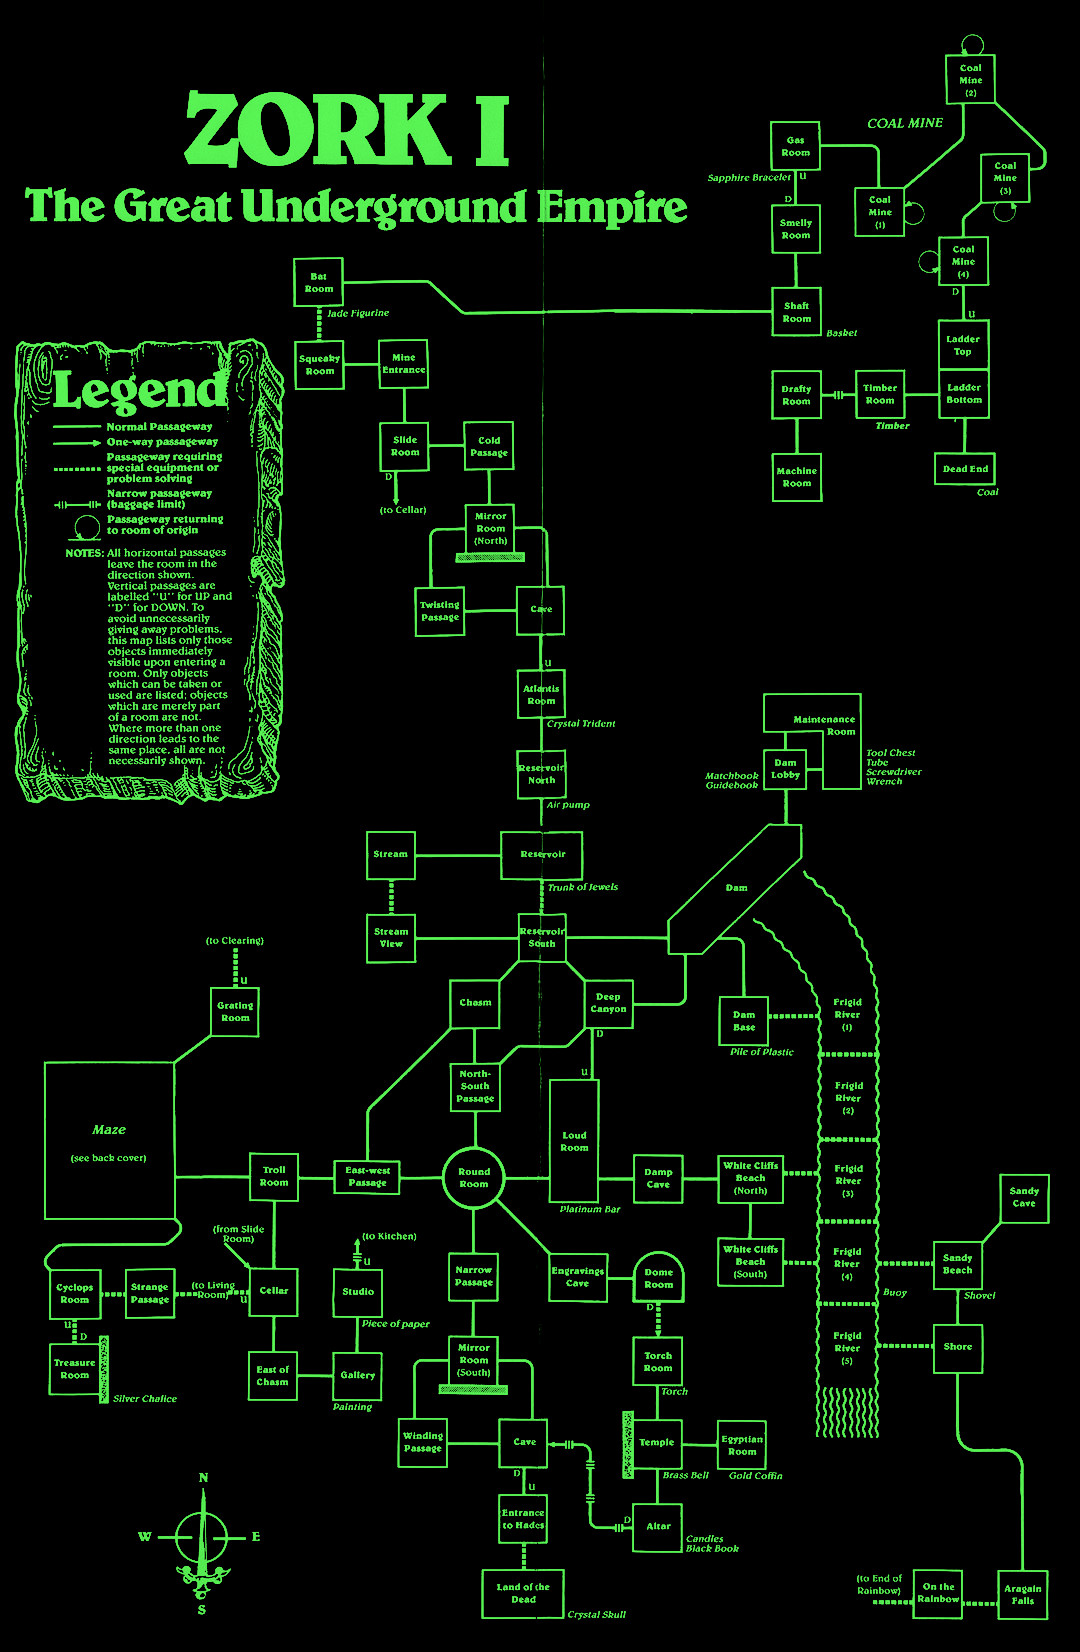 ZORK I
The Great Underground Empire
COAL MINE
Coal
Mine
(2)
Gas
Room
Sapphire Bracelet
U
D
Coal
Mine
(3)
Coal
Mine
(1)
Smelly
Room
Coal
Mine
(4)
D
U
Bat
Room
Jade Figurine
Shaft
Room
Basket
Squeaky
Room
Mine
Entrance
Ladder
Top
Drafty
Room
Timber
Room
Timber
Ladder
Bottom
Slide
Room
D
(to Cellar)
Cold
Passage
Machine
Room
Dead End
Coal
Legend
Normal Passageway
One-way passageway
Passageway requiring
special equipment or
problem solving
Narrow passageway
(baggage limit)
Passageway returning
to room of origin
NOTES: All horizontal passages
leave the room in the
direction shown.
Vertical passages are
labelled "U" for UP and
"D" for DOWN. To
avoid unnecessarily
giving away problems,
this map lists only those
objects immediately
visible upon entering a
room. Only objects
which can be taken or
used are listed; objects
which are merely part
of a room are not.
Where more than one
direction leads to the
same place, all are not
necessarily shown.
Mirror
Room
(North)
Twisting
Passage
Cave
U
Atlantis
Room
Crystal Trident
Reservoir
North
Air pump
Maintenance
Room
Dam
Lobby
Matchbook
Guidebook
Tool Chest
Tube
Screwdriver
Wrench
Stream
Reservoir
Trunk of Jewels
Dam
Stream
View
Reservoir
South
(to Clearing)
U
Grating
Room
Chasm
Deep
Canyon
D
Dam
Base
Pile of Plastic
Frigid
River
(1)
North-
South
Passage
U
Loud
Room
Platinum Bar
Frigid
River
(2)
Maze
(see back cover)
Troll
Room
East-west
Passage
Round
Room
Damp
Cave
White Cliffs
Beach
(North)
Frigid
River
(3)
Sandy
Cave
(from Slide
Room)
(to Kitchen)
U
White Cliffs
Beach
(South)
Frigid
River
(4)
Buoy
Sandy
Beach
Shovel
Cyclops
Room
U
D
Strange
Passage
(to Living
Room)
U
Cellar
Studio
Piece of paper
Narrow
Passage
Engravings
Cave
Dome
Room
D
Frigid
River
(5)
Shore
Treasure
Room
Silver Chalice
East of
Chasm
Gallery
Painting
Mirror
Room
(South)
Torch
Room
Torch
Winding
Passage
Cave
D
U
Temple
Brass Bell
Egyptian
Room
Gold Coffin
Entrance
to Hades
D
Altar
Candles
Black Book
N
W
E
S
Land of the
Dead
Crystal Skull
(to End of
Rainbow)
On the
Rainbow
Aragain
Falls